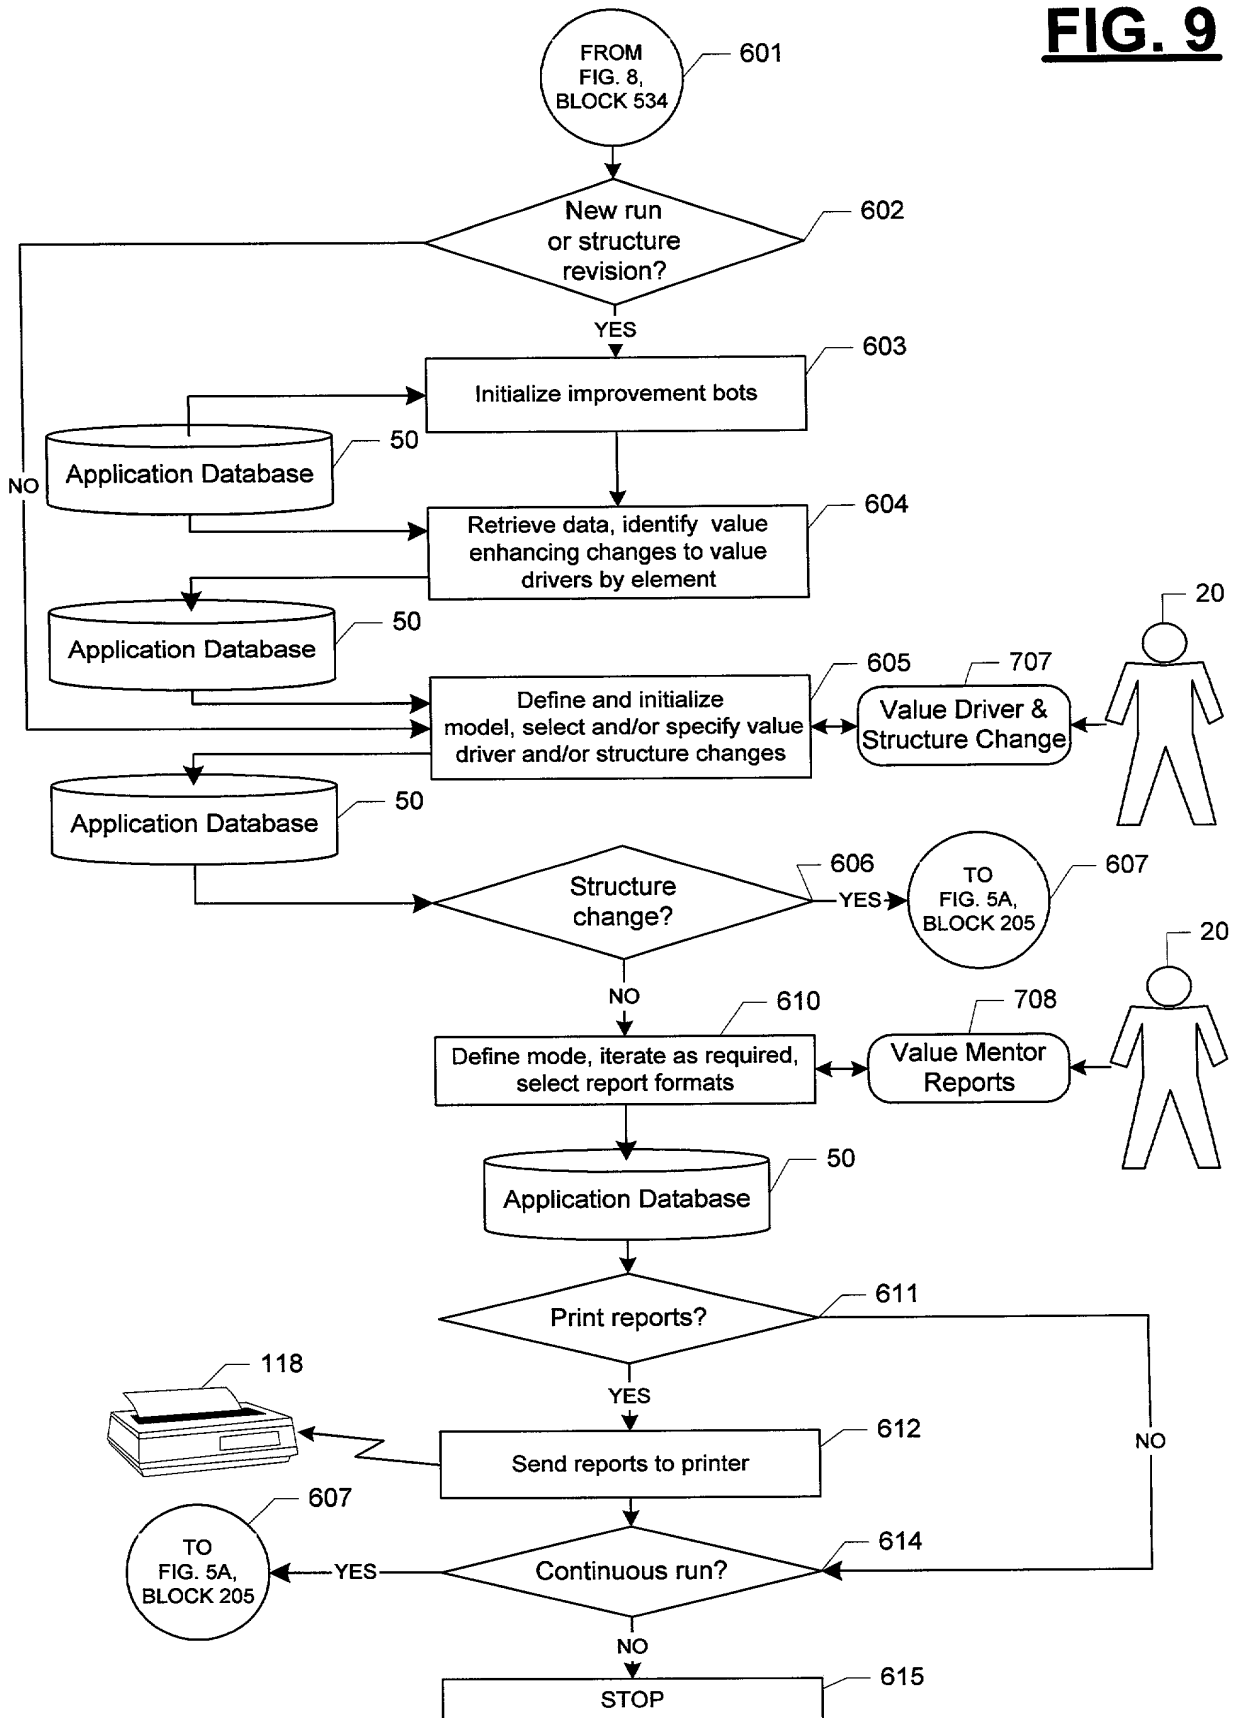 FIG. 9
FROM
FIG. 8,
BLOCK 534
601
New run
or structure
revision?
602
YES
603
Initialize improvement bots
50
Application Database
NO
604
Retrieve data, identify value
enhancing changes to value
drivers by element
50
Application Database
20
605
707
Define and initialize
model, select and/or specify value
driver and/or structure changes
Value Driver &
Structure Change
50
Application Database
606
Structure
change?
YES
TO
FIG. 5A,
BLOCK 205
607
NO
20
610
708
Define mode, iterate as required,
select report formats
Value Mentor
Reports
50
Application Database
611
Print reports?
118
YES
NO
612
Send reports to printer
607
TO
FIG. 5A,
BLOCK 205
YES
614
Continuous run?
NO
615
STOP